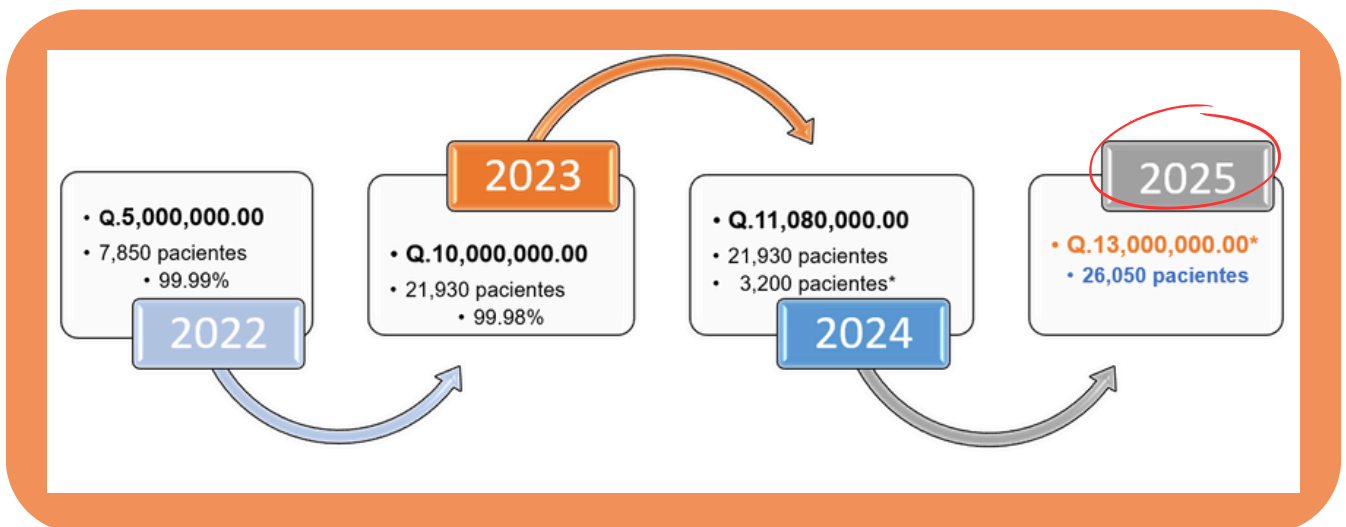 • Q.5,000,000.00
• 7,850 pacientes
• 99.99%
2022
2023
• Q.10,000,000.00
• 21,930 pacientes
• 99.98%
• Q.11,080,000.00
• 21,930 pacientes
• 3,200 pacientes*
2024
2025
• Q.13,000,000.00*
• 26,050 pacientes